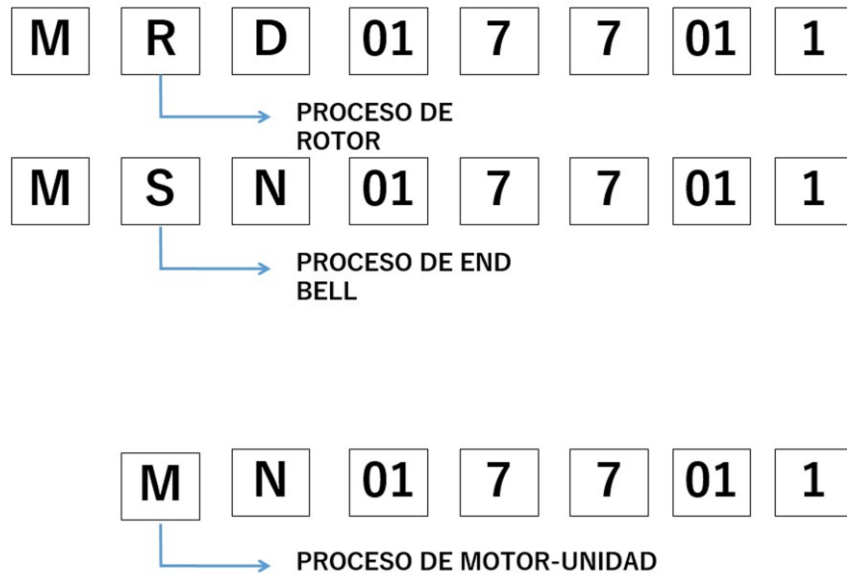 M R D 01 7 7 01 1
PROCESO DE
ROTOR
M S N 01 7 7 01 1
PROCESO DE END
BELL
M N 01 7 7 01 1
PROCESO DE MOTOR-UNIDAD